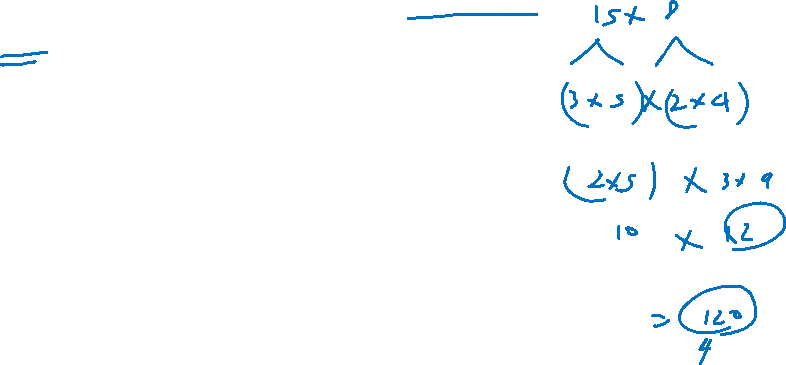 15 x 8
(3 x 5) x (2 x 4)
(2 x 5) x 3 x 4
10 x 12
= 120
4